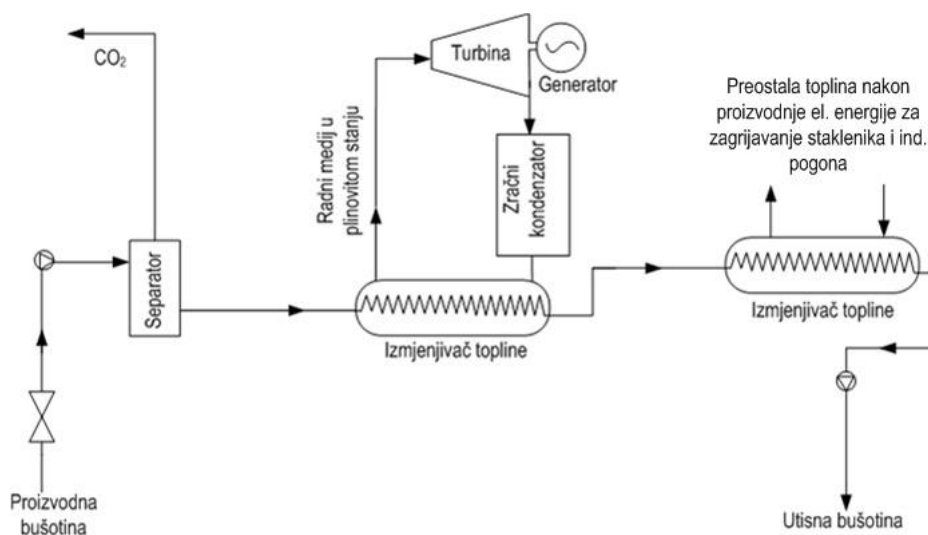 CO₂
Turbina
Generator
Radni medij u
plinovitom stanju
Zračni
kondenzator
Preostala toplina nakon
proizvodnje el. energije za
zagrijavanje staklenika i ind.
pogona
Separator
Izmjenjivač topline
Izmjenjivač topline
Proizvodna
bušotina
Utisna bušotina